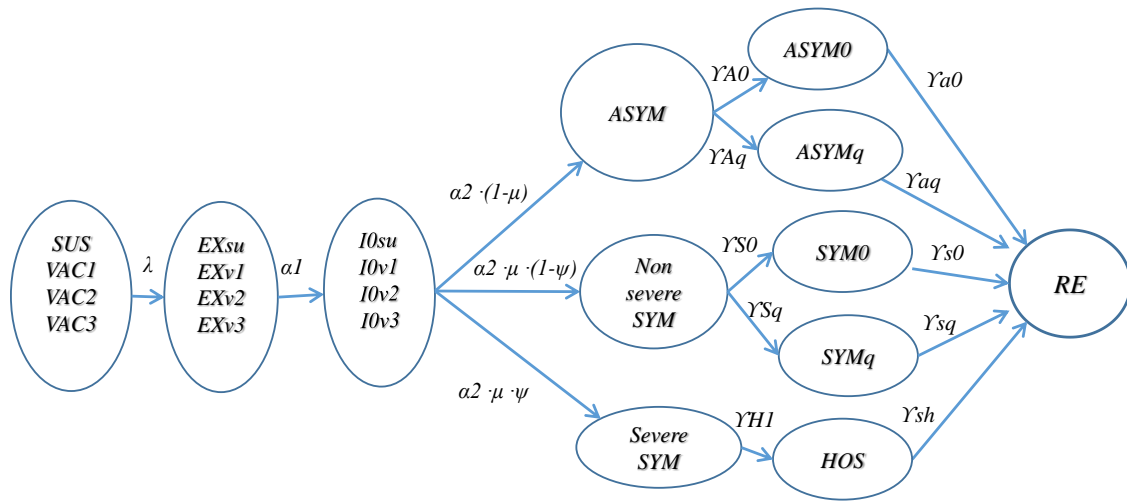 SUS
VAC1
VAC2
VAC3
λ
EXsu
EXv1
EXv2
EXv3
α1
I0su
I0v1
I0v2
I0v3
α2 ·(1-μ)
α2 ·μ ·(1-ψ)
α2 ·μ ·ψ
ASYM
Non
severe
SYM
Severe
SYM
ϒA0
ϒAq
ϒS0
ϒSq
ϒH1
ASYM0
ASYMq
SYM0
SYMq
HOS
ϒa0
ϒaq
ϒs0
ϒsq
ϒsh
RE